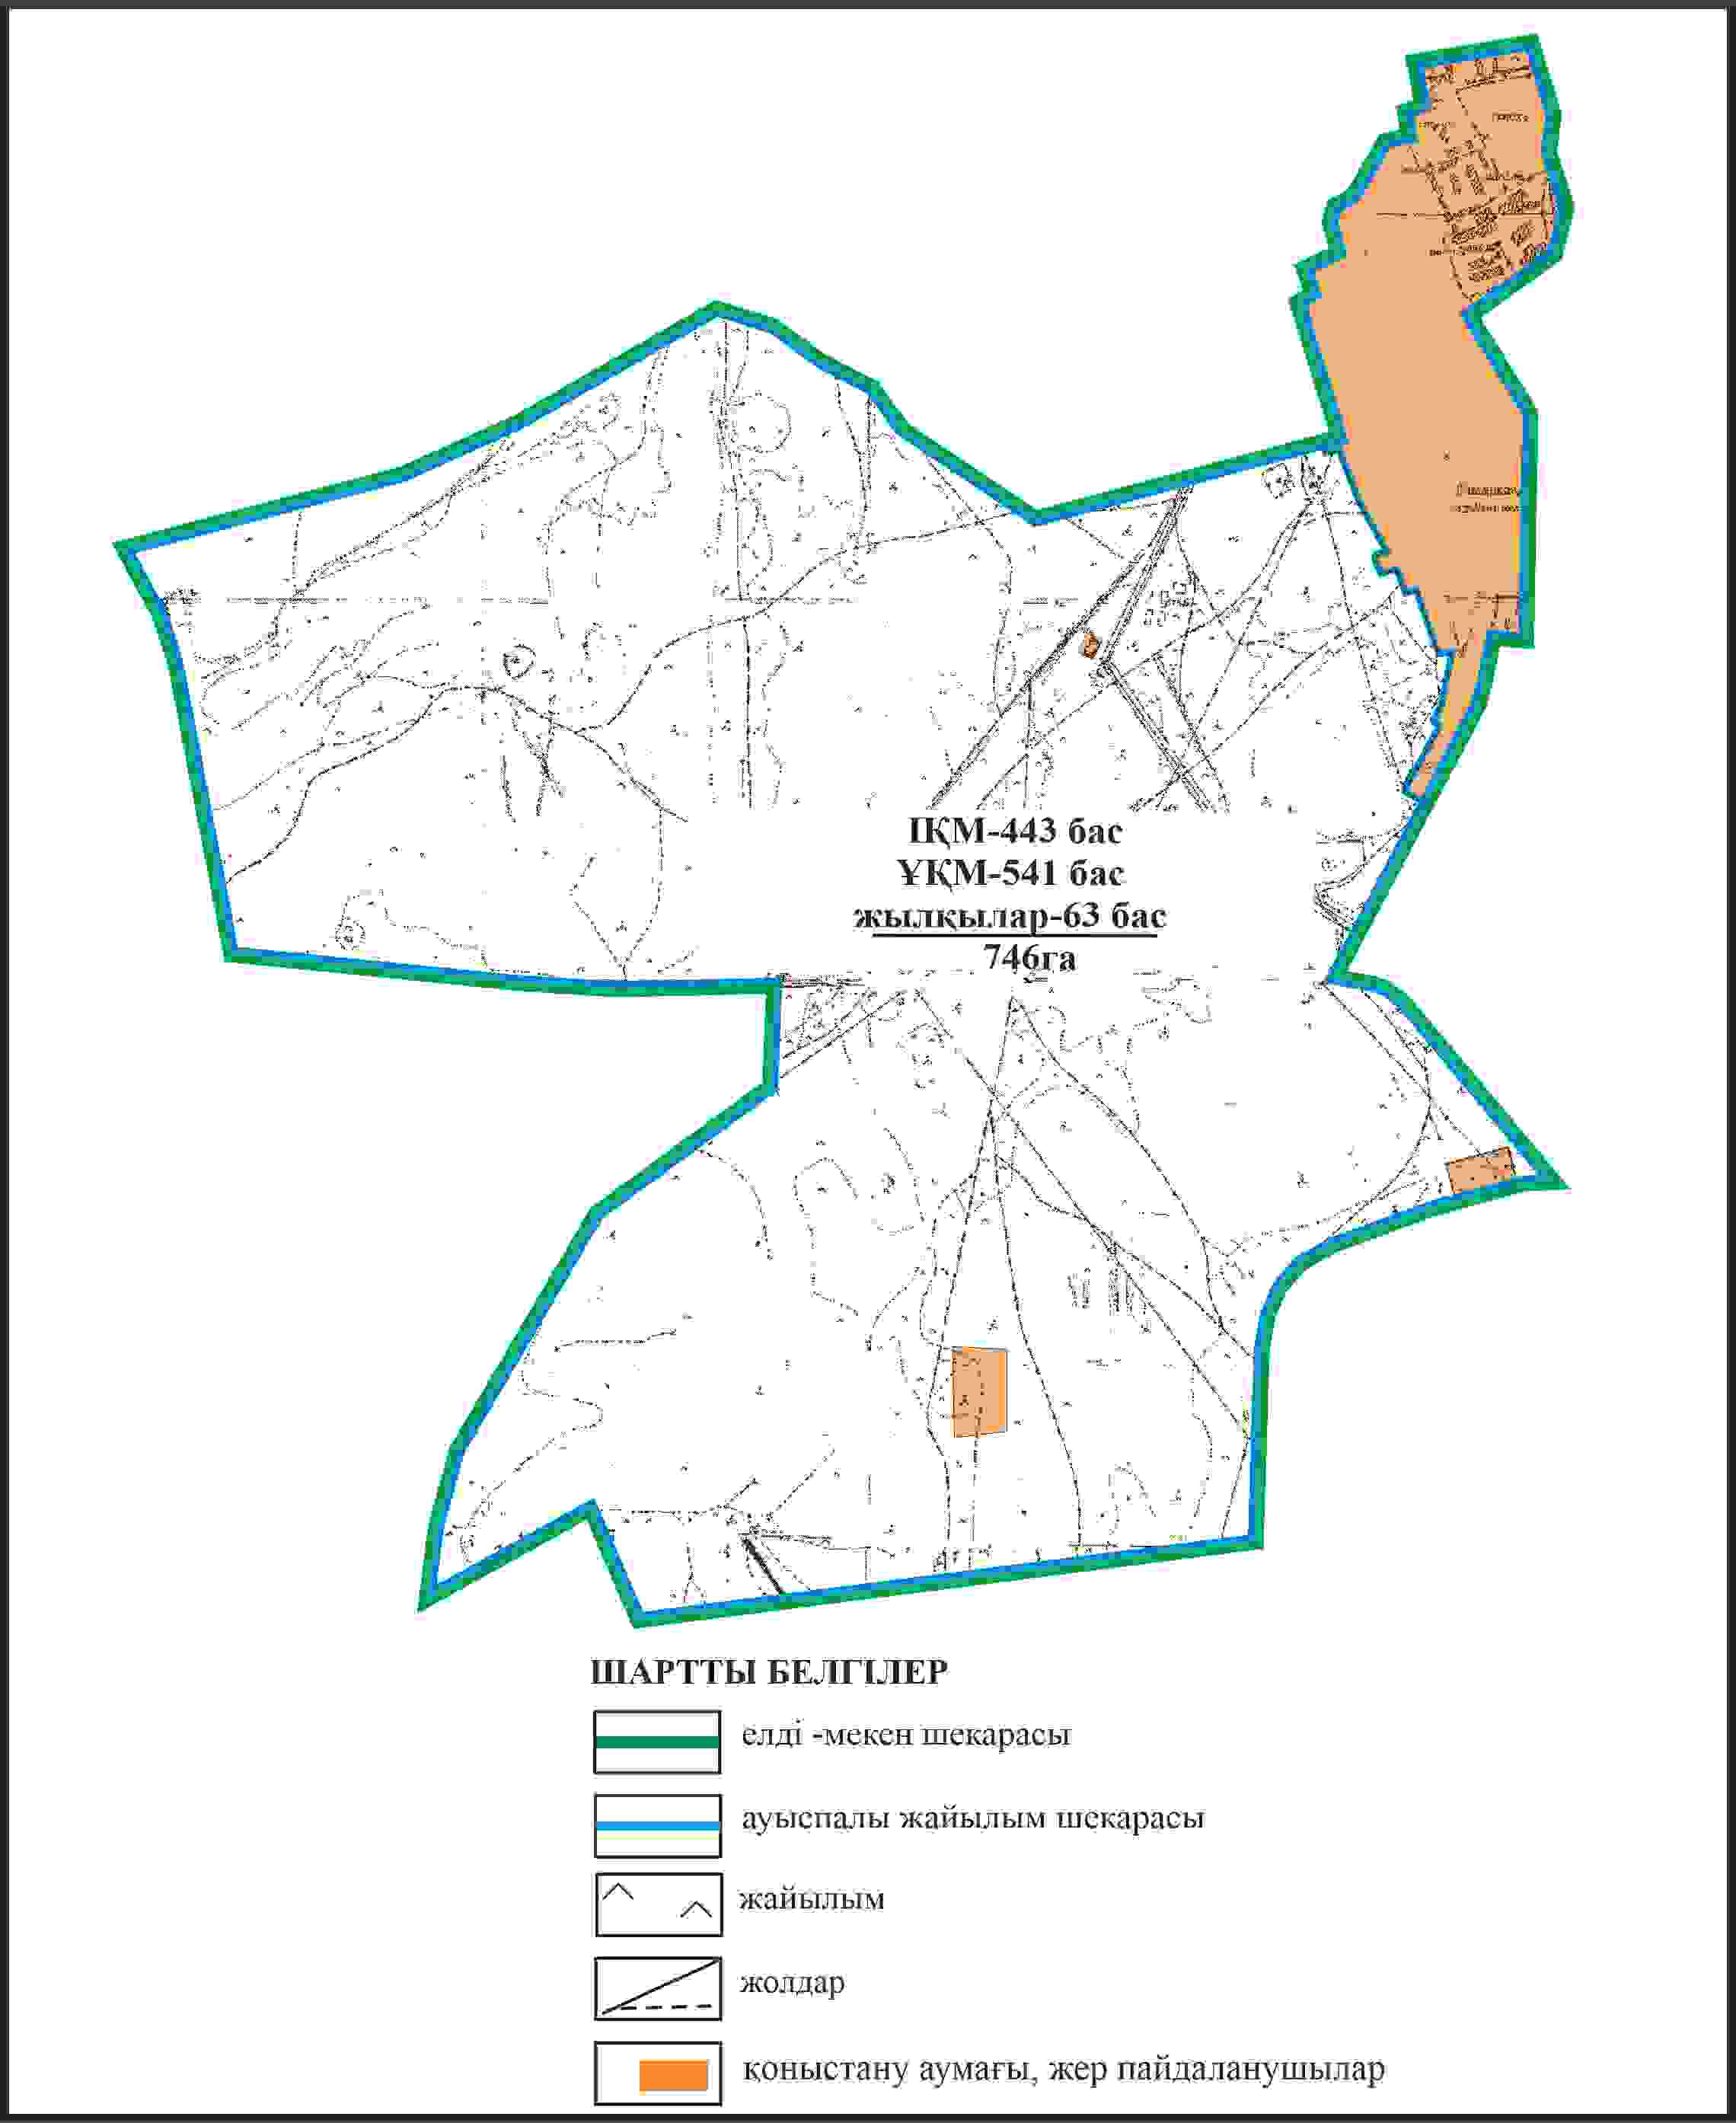 ІҚМ-443 бас
ҰҚМ-541 бас
жылқылар-63 бас
746га
ШАРТТЫ БЕЛГІЛЕР
елді -мекен шекарасы
ауыспалы жайылым шекарасы
жайылым
жолдар
қоныстану аумағы, жер пайдаланушылар